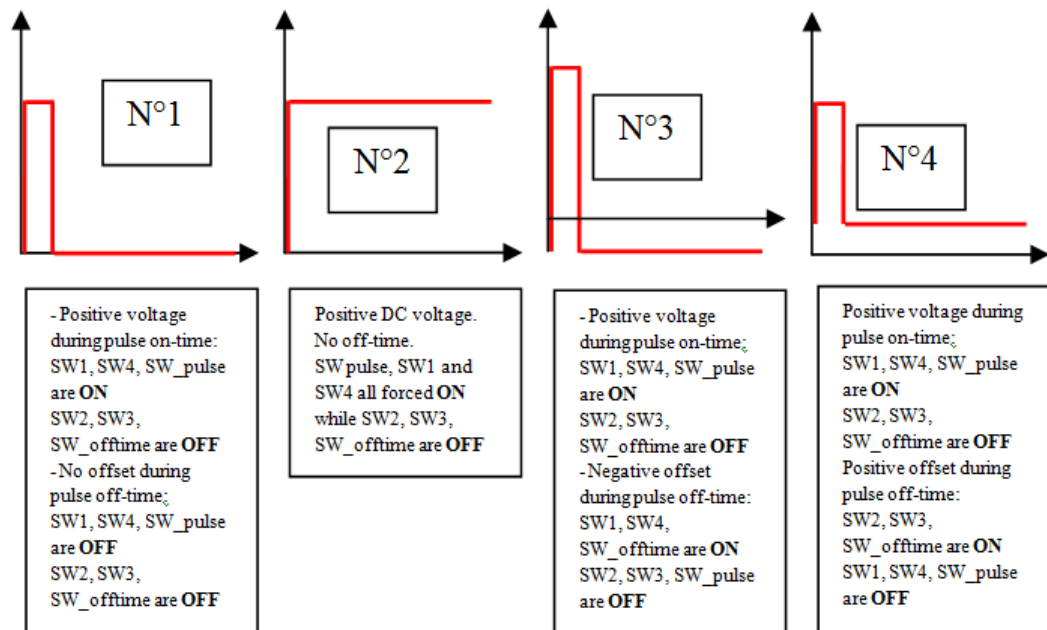 N°1
N°2
N°3
N°4
- Positive voltage
during pulse on-time:
SW1, SW4, SW_pulse
are ON
SW2, SW3,
SW_offtime are OFF
- No offset during
pulse off-time:
SW1, SW4, SW_pulse
are OFF
SW2, SW3,
SW_offtime are OFF
Positive DC voltage.
No off-time.
SWpulse, SW1 and
SW4 all forced ON
while SW2, SW3,
SW_offtime are OFF
- Positive voltage
during pulse on-time;
SW1, SW4, SW_pulse
are ON
SW2, SW3,
SW_offtime are OFF
- Negative offset
during pulse off-time:
SW1, SW4,
SW_offtime are ON
SW2, SW3, SW_pulse
are OFF
Positive voltage during
pulse on-time;
SW1, SW4, SW_pulse
are ON
SW2, SW3,
SW_offtime are OFF
Positive offset during
pulse off-time:
SW2, SW3,
SW_offtime are ON
SW1, SW4, SW_pulse
are OFF